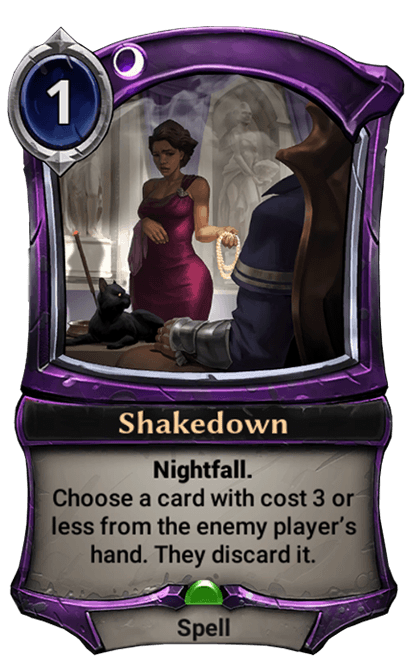 1
Shakedown
Nightfall.
Choose a card with cost 3 or
less from the enemy player's
hand. They discard it.
Spell